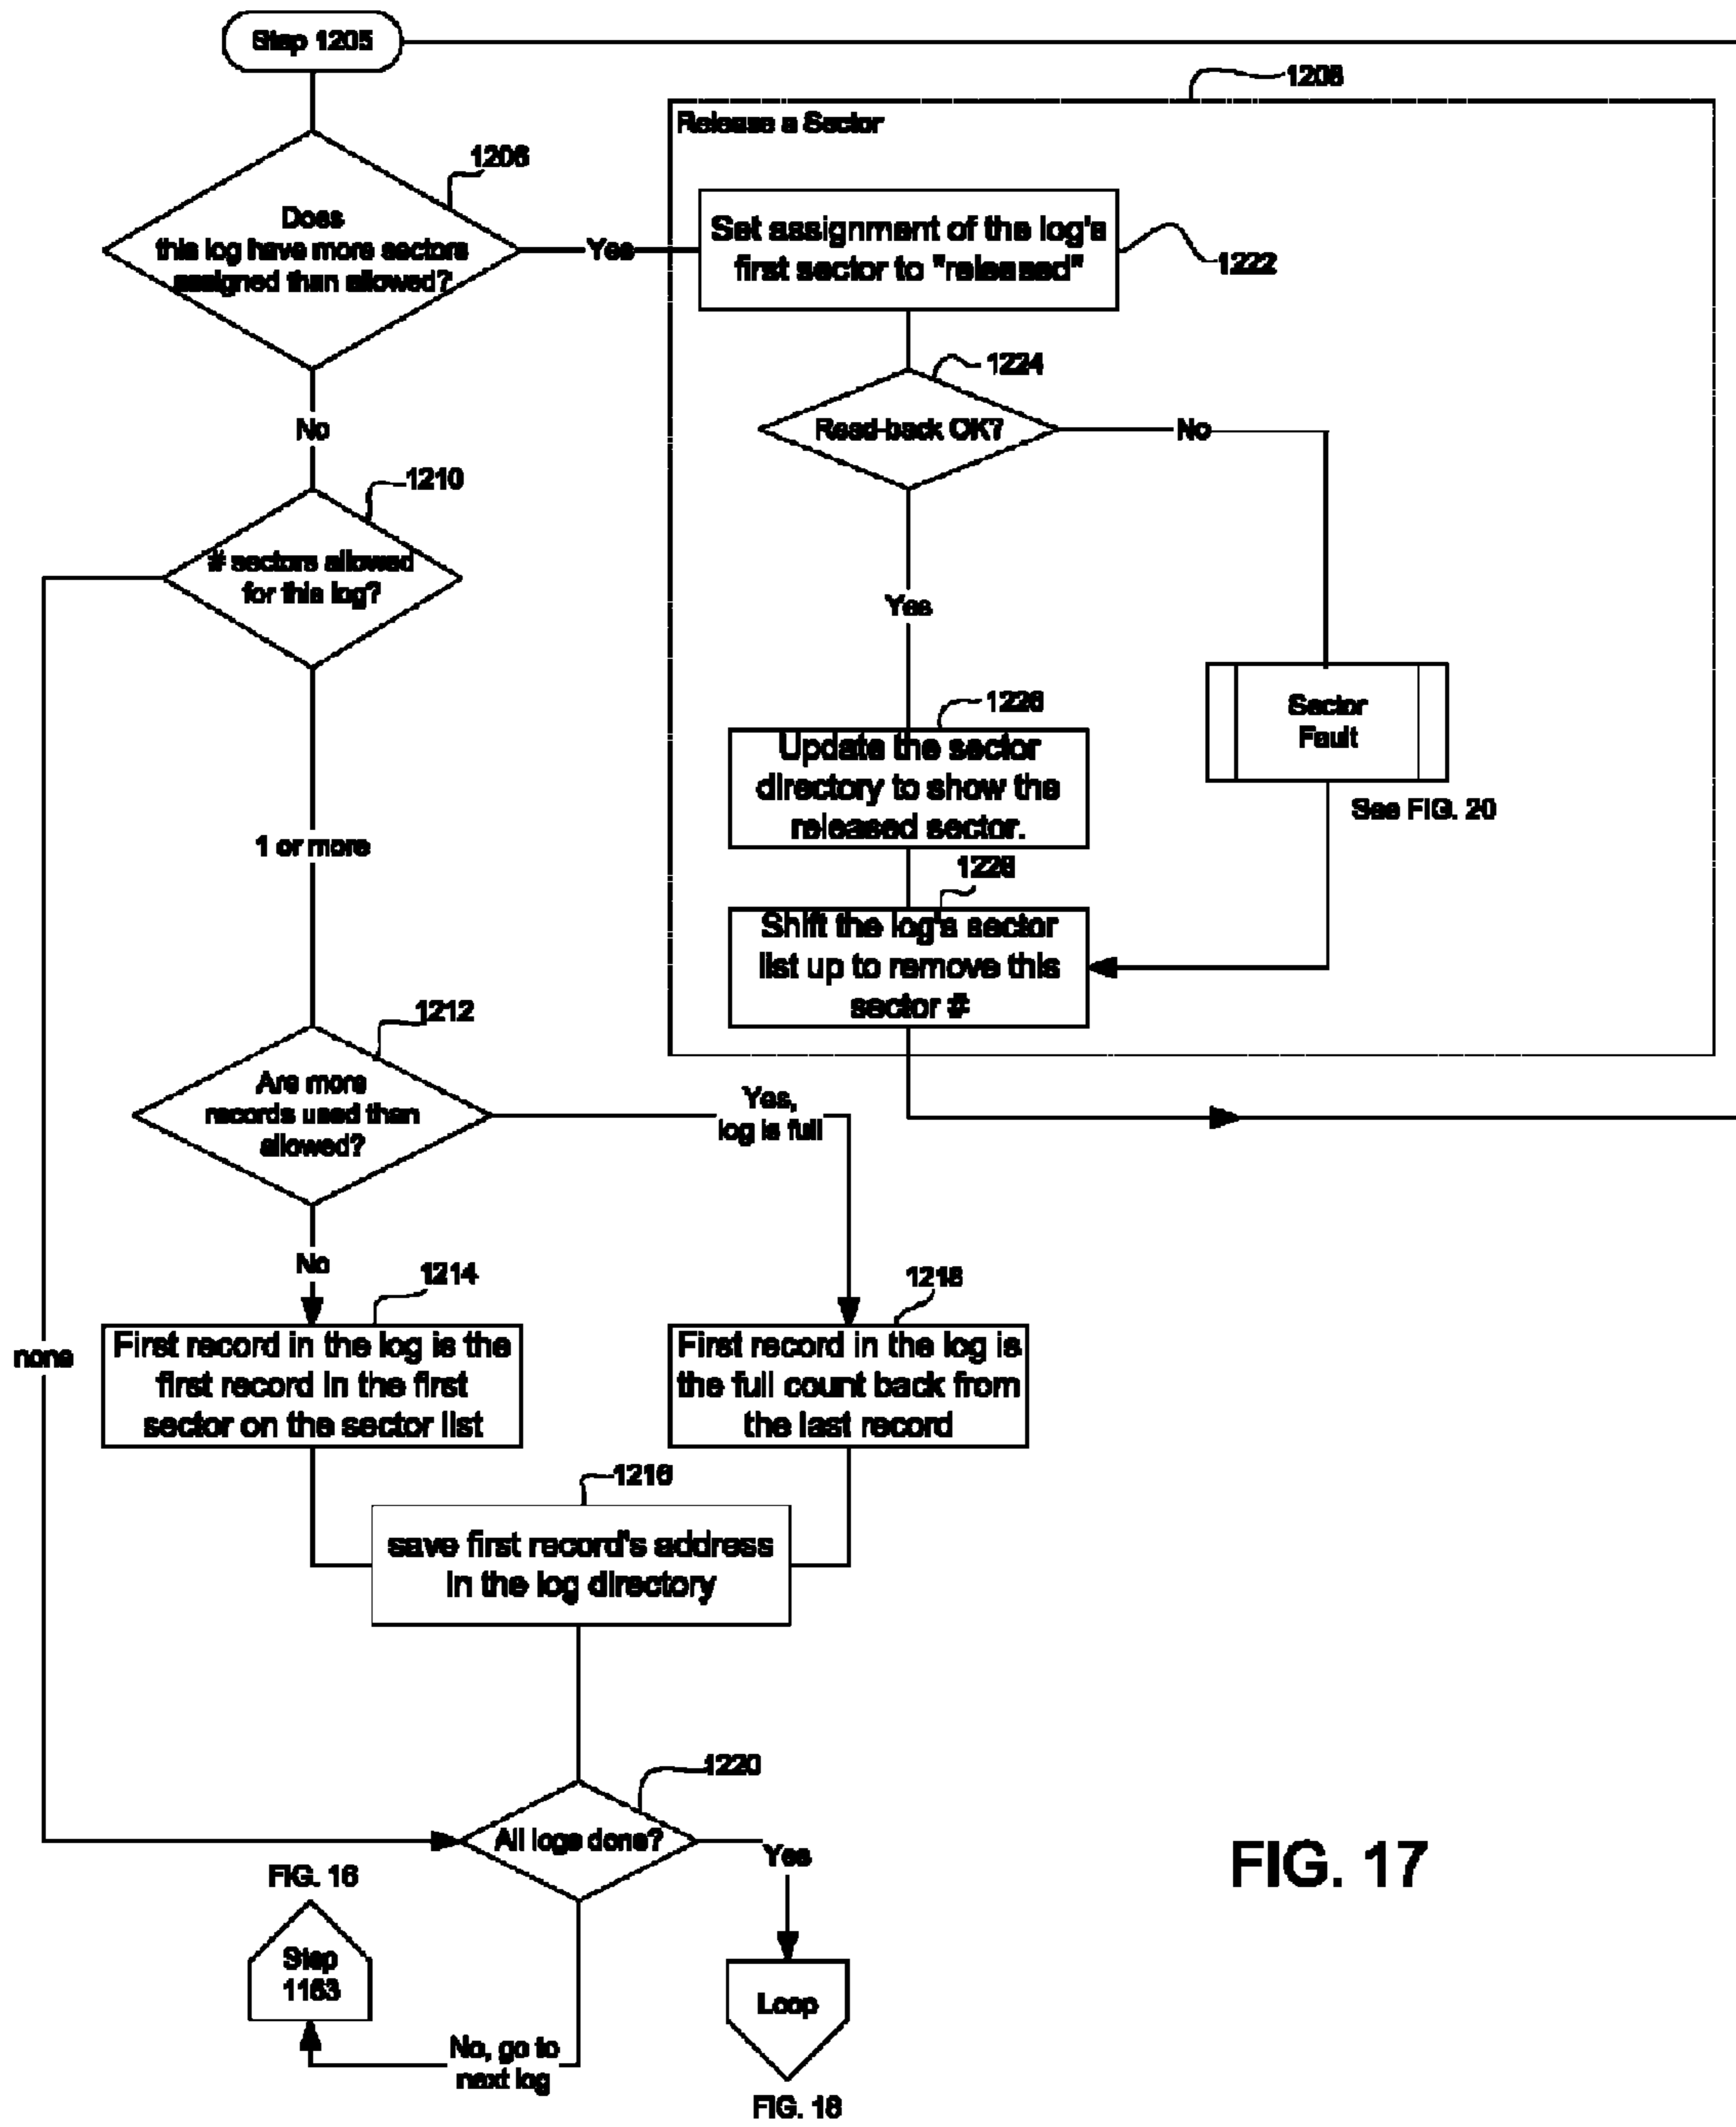 Step 1205
1208
Release a Sector
1206
Does
this log have more sectors
assigned than allowed?
Yes
Set assignment of the log's
first sector to "released"
1222
1224
No
Read-back OK?
No
1210
# sectors allowed
for this log?
Yes
Sector
Fault
See FIG. 20
1226
Update the sector
directory to show the
released sector.
1 or more
1228
Shift the log's sector
list up to remove this
sector #
1212
Are more
records used than
allowed?
Yes,
log is full
No
1214
1218
none
First record in the log is the
first record in the first
sector on the sector list
First record in the log is
the full count back from
the last record
1216
save first record's address
in the log directory
1220
All logs done?
Yes
FIG. 16
Step
1163
Loop
No, go to
next log
FIG. 18
FIG. 17